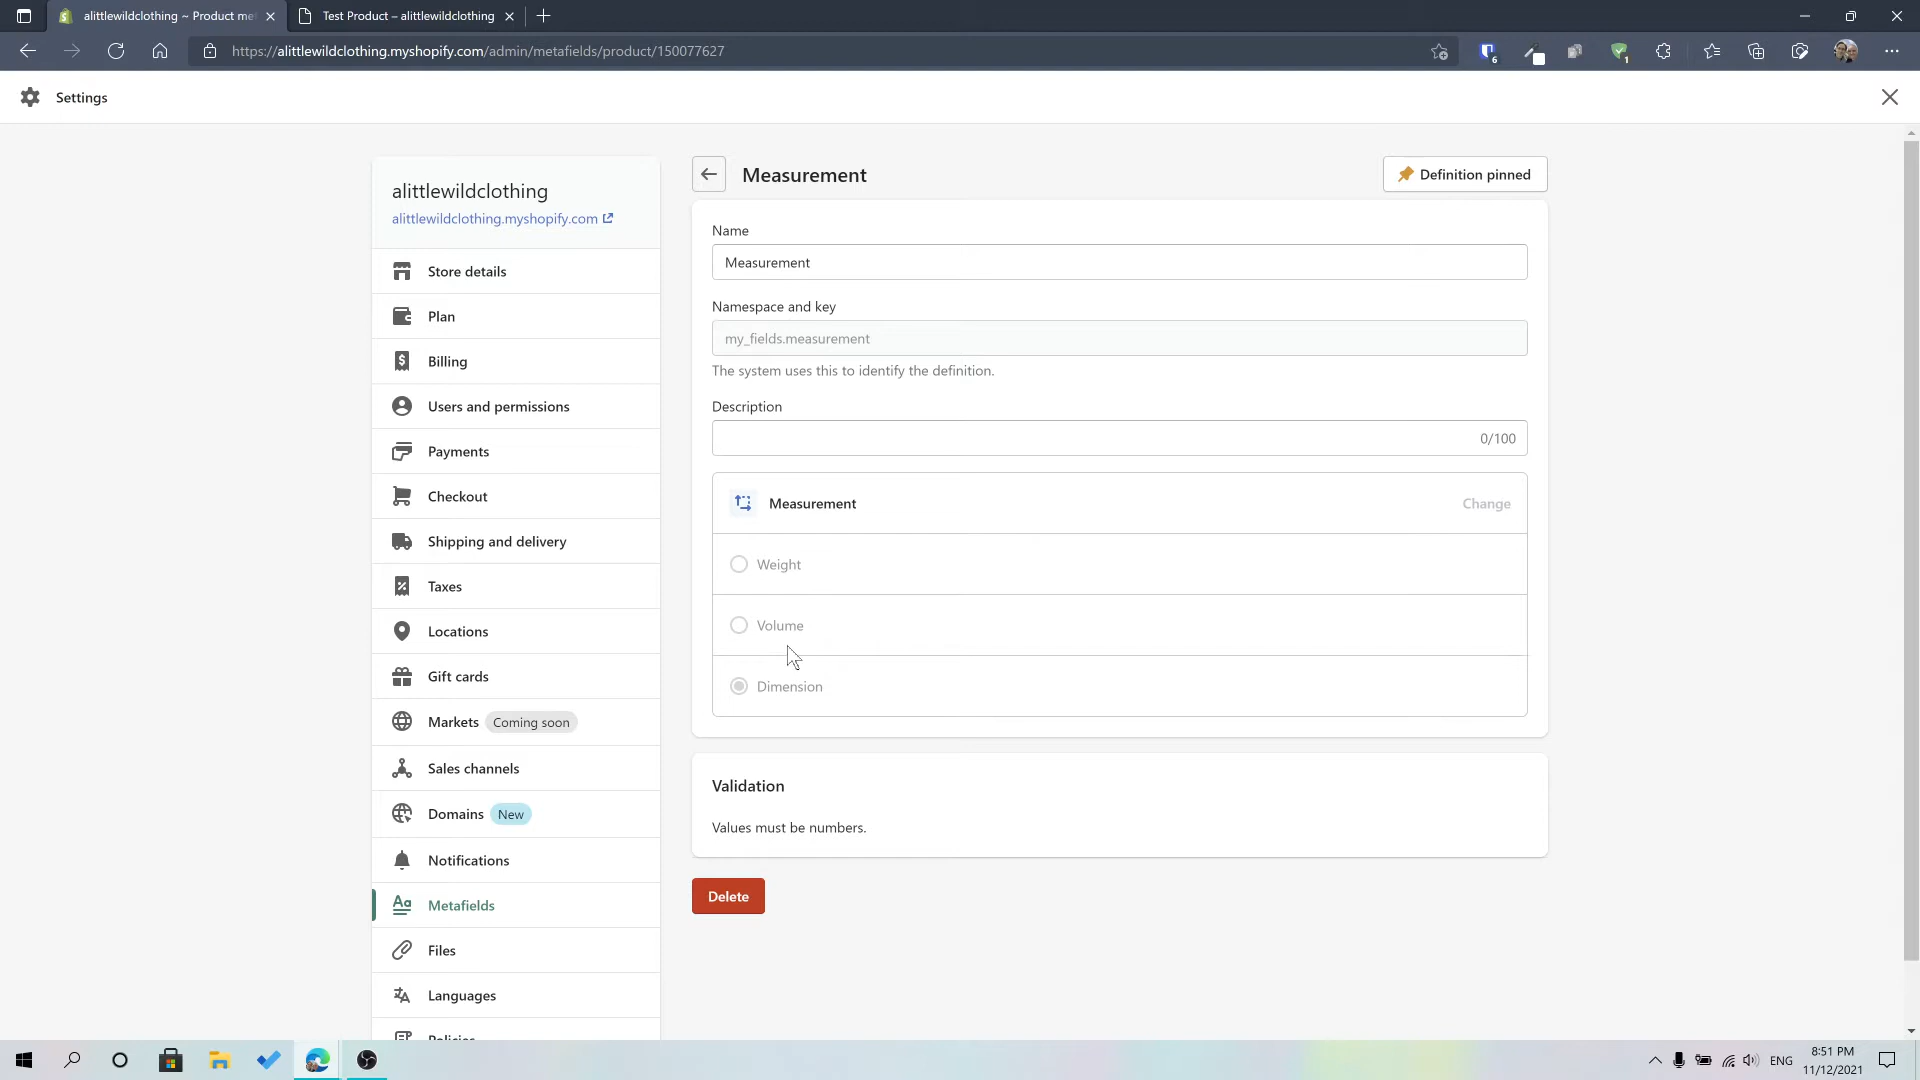 alittlewildclothing ~ Product me
Test Product – alittlewildclothing
https://alittlewildclothing.myshopify.com/admin/metafields/product/150077627
6
1
Settings
alittlewildclothing
alittlewildclothing.myshopify.com
Store details
Plan
Billing
Users and permissions
Payments
Checkout
Shipping and delivery
Taxes
Locations
Gift cards
Markets Coming soon
Sales channels
Domains New
Notifications
Aa Metafields
Files
Languages
Policies
Measurement
Definition pinned
Name
Measurement
Namespace and key
my_fields.measurement
The system uses this to identify the definition.
Description
0/100
Measurement
Change
Weight
Volume
Dimension
Validation
Values must be numbers.
Delete
ENG
8:51 PM
11/12/2021